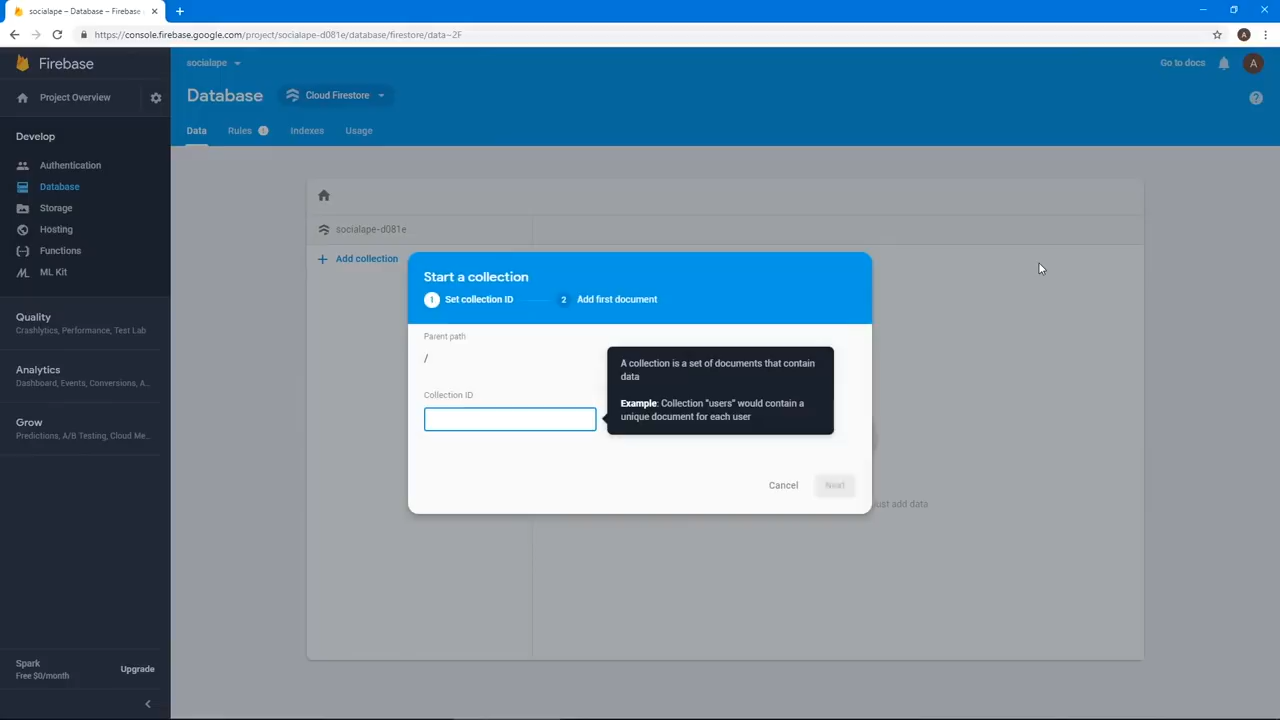 socialape – Database – Firebase
https://console.firebase.google.com/project/socialape-d081e/database/firestore/data~2F
A
Firebase
socialape
Go to docs
A
Project Overview
Database
Cloud Firestore
Develop
Data
Rules
Indexes
Usage
Authentication
Database
Storage
Hosting
Functions
ML Kit
socialape-d081e
Add collection
Start a collection
1 Set collection ID
2 Add first document
Parent path
/
Collection ID
A collection is a set of documents that contain
data
Example: Collection "users" would contain a
unique document for each user
Cancel
Next
ust add data
Quality
Crashlytics, Performance, Test Lab
Analytics
Dashboard, Events, Conversions, A...
Grow
Predictions, A/B Testing, Cloud Me...
Spark
Free $0/month
Upgrade